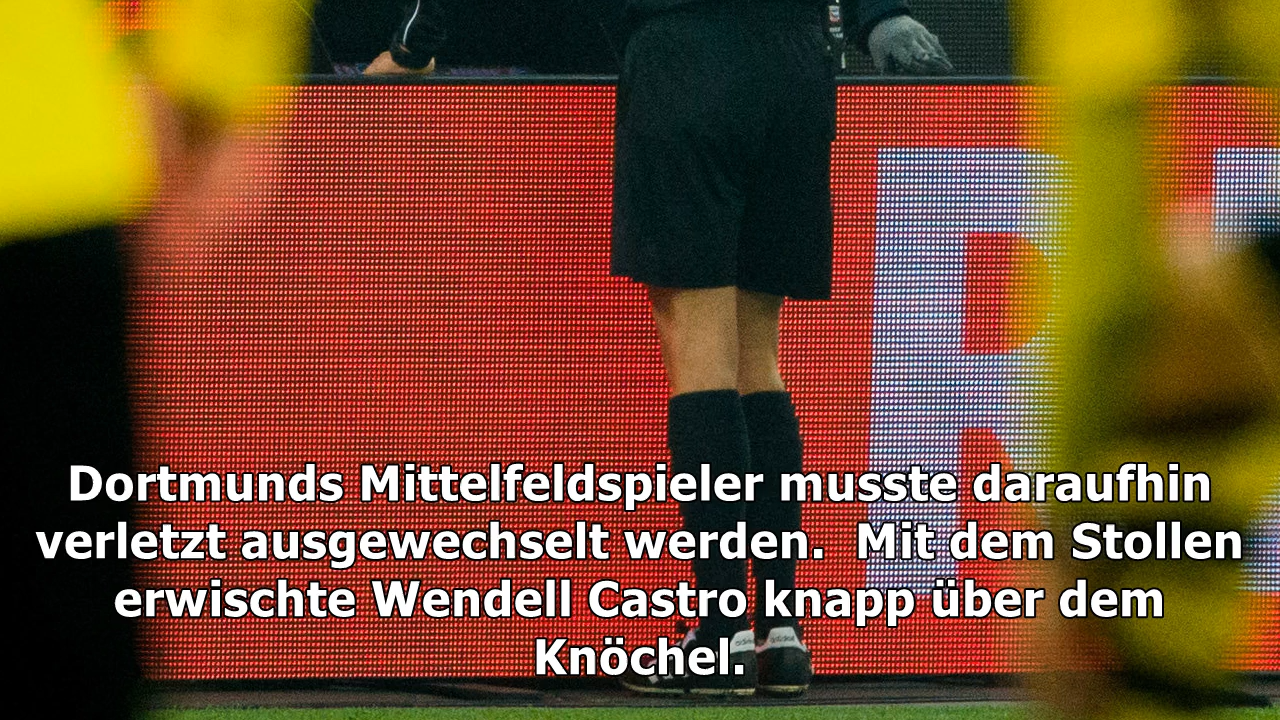 Dortmunds Mittelfeldspieler musste daraufhin
verletzt ausgewechselt werden.  Mit dem Stollen
erwischte Wendell Castro knapp über dem
Knöchel.